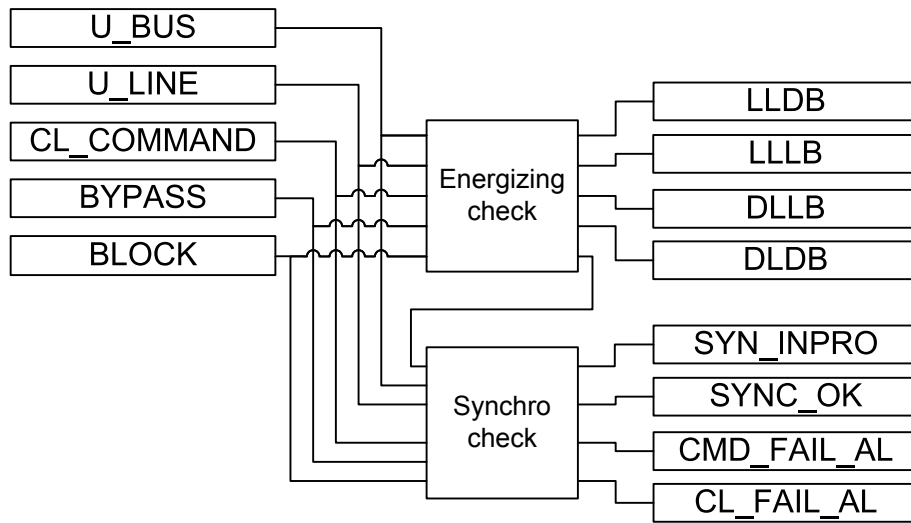 U_BUS
U_LINE
CL_COMMAND
BYPASS
BLOCK
Energizing
check
LLDB
LLLB
DLLB
DLDB
Synchro
check
SYN_INPRO
SYNC_OK
CMD_FAIL_AL
CL_FAIL_AL